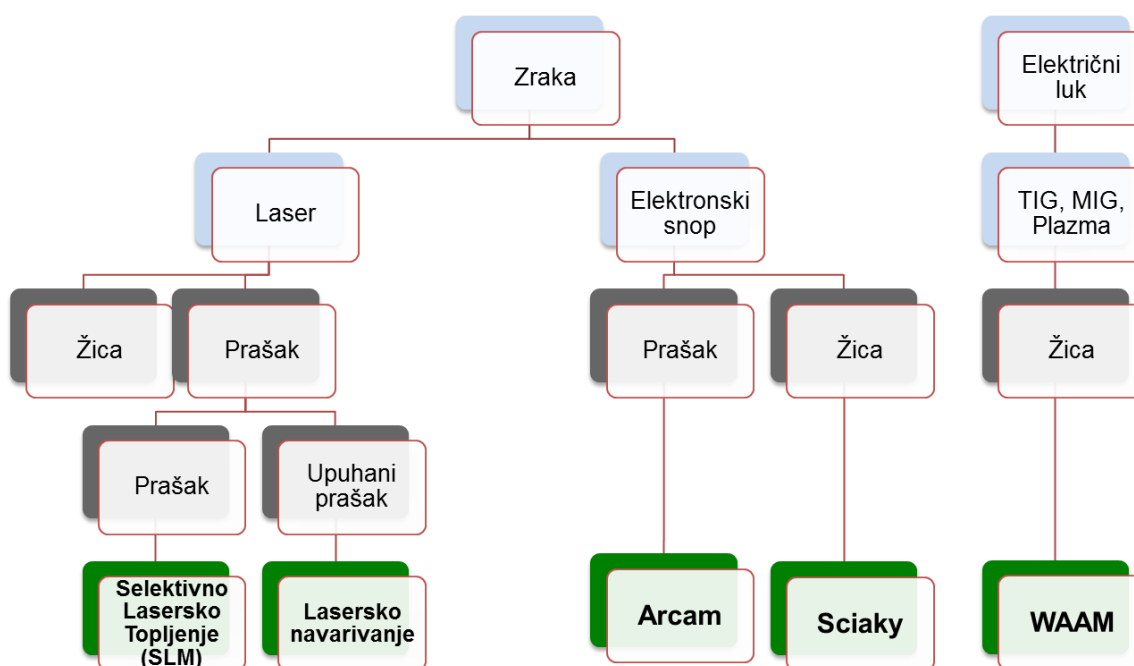 Zraka
Električni
luk
Laser
Elektronski
snop
TIG, MIG,
Plazma
Žica
Prašak
Prašak
Žica
Žica
Prašak
Upuhani
prašak
Selektivno
Lasersko
Topljenje
(SLM)
Lasersko
navarivanje
Arcam
Sciaky
WAAM